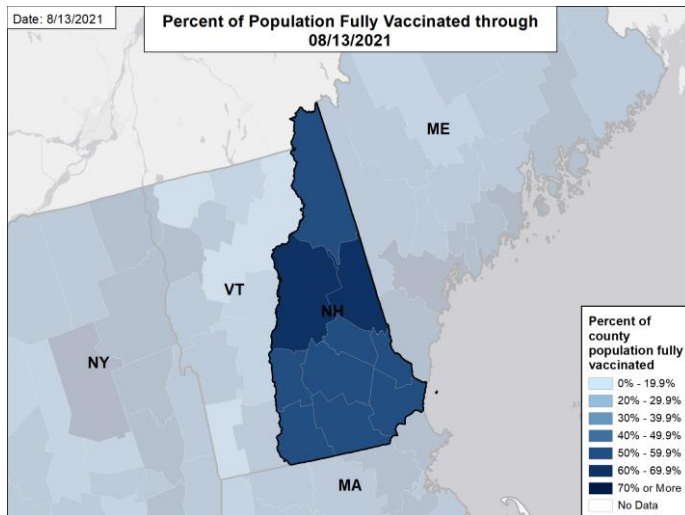 Date: 8/13/2021
Percent of Population Fully Vaccinated through
08/13/2021
ME
VT
NH
NY
MA
Percent of
county
population fully
vaccinated
0% - 19.9%
20% - 29.9%
30% - 39.9%
40% - 49.9%
50% - 59.9%
60% - 69.9%
70% or More
No Data